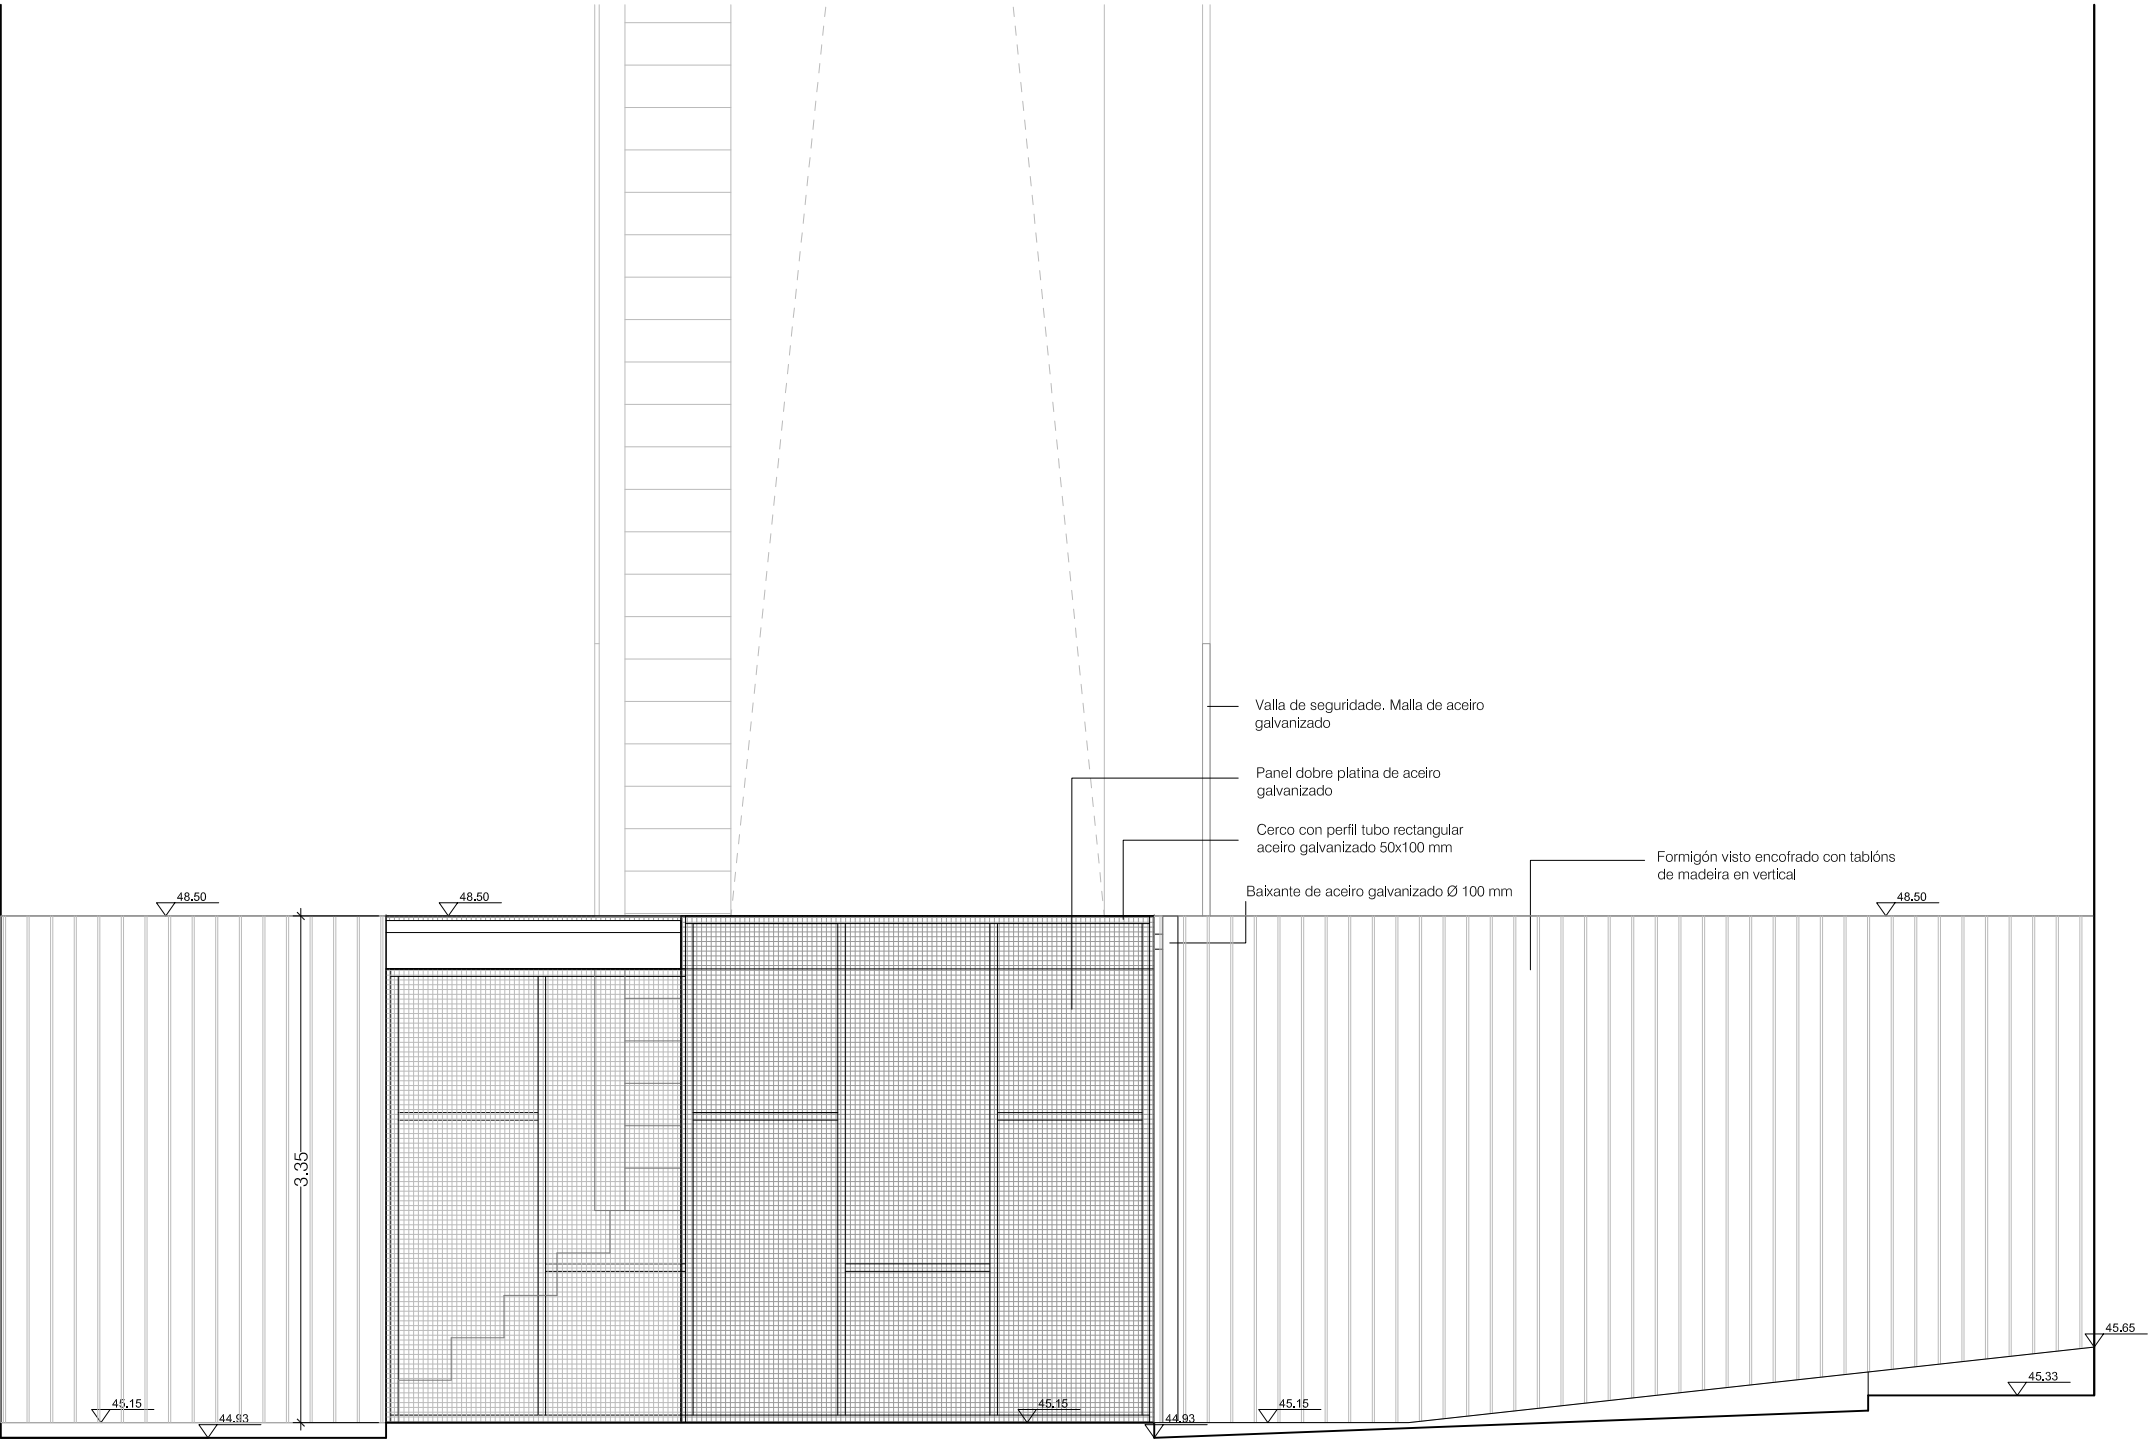 Valla de seguridade. Malla de aceiro
galvanizado
Panel dobre platina de aceiro
galvanizado
Cerco con perfil tubo rectangular
aceiro galvanizado 50x100 mm
Formigón visto encofrado con tablóns
de madeira en vertical
Baixante de aceiro galvanizado Ø 100 mm
48.50
48.50
48.50
3.35
45.65
45.33
45.15
44.93
45.15
44.93
45.15